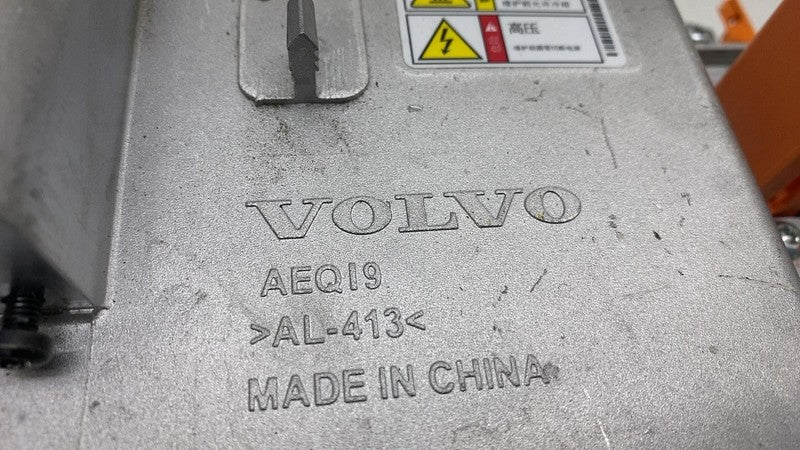 高压
VOLVO
AEQI9
>AL-413<
MADE IN CHINA